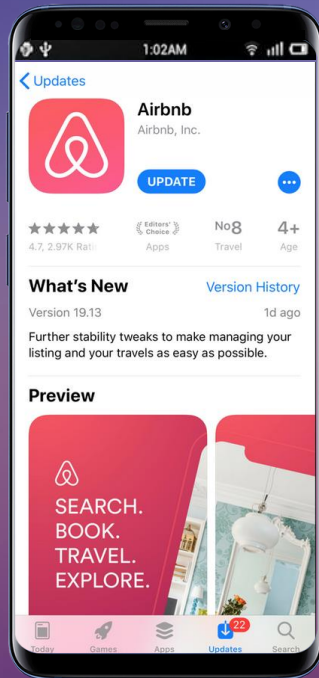 1:02AM
Updates
Airbnb
Airbnb, Inc.
UPDATE
Editors' Choice
No8
4+
4.7, 2.97K Rati
Apps
Travel
Age
What's New
Version History
Version 19.13
1d ago
Further stability tweaks to make managing your
listing and your travels as easy as possible.
Preview
SEARCH.
BOOK.
TRAVEL.
EXPLORE.
22
Today
Games
Apps
Updates
Search